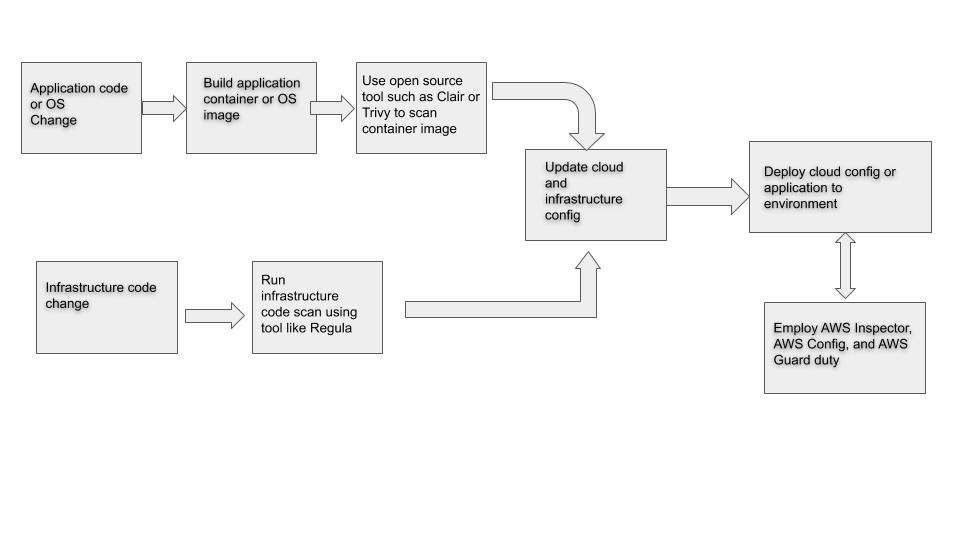 Application code
or OS
Change
Build application
container or OS
image
Use open source
tool such as Clair or
Trivy to scan
container image
Update cloud
and
infrastructure
config
Deploy cloud config or
application to
environment
Infrastructure code
change
Run
infrastructure
code scan using
tool like Regula
Employ AWS Inspector,
AWS Config, and AWS
Guard duty